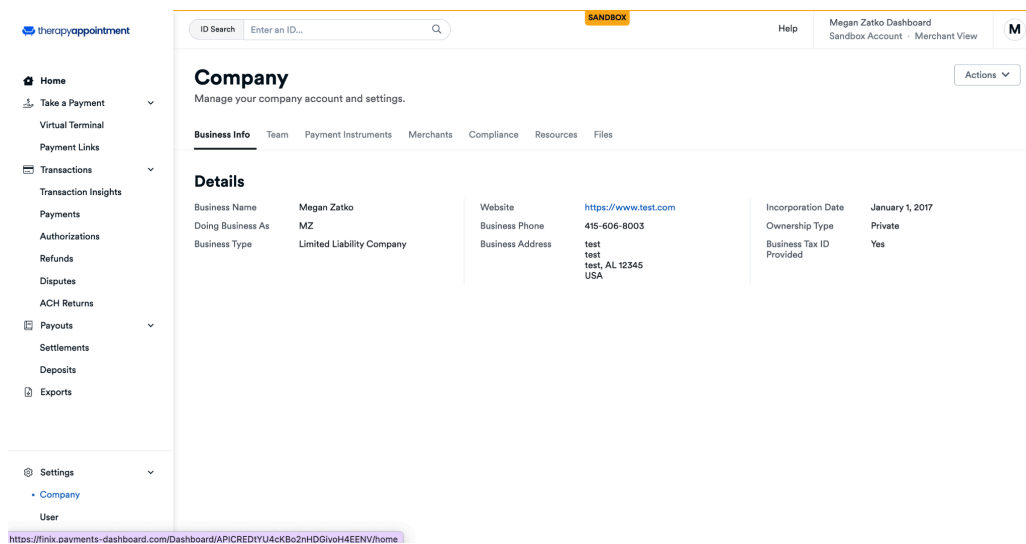 therapyappointment
ID Search
Enter an ID...
SANDBOX
Help
Megan Zatko Dashboard
Sandbox Account · Merchant View
M
Home
Take a Payment
Virtual Terminal
Payment Links
Transactions
Transaction Insights
Payments
Authorizations
Refunds
Disputes
ACH Returns
Payouts
Settlements
Deposits
Exports
Settings
• Company
User
Company
Manage your company account and settings.
Actions
Business Info Team Payment Instruments Merchants Compliance Resources Files
Details
Business Name Megan Zatko
Doing Business As MZ
Business Type Limited Liability Company
Website https://www.test.com
Business Phone 415-606-8003
Business Address test
test
test, AL 12345
USA
Incorporation Date January 1, 2017
Ownership Type Private
Business Tax ID Yes
Provided
https://finix.payments-dashboard.com/Dashboard/APICREDtYU4cKBo2nHDGiyoH4EENV/home